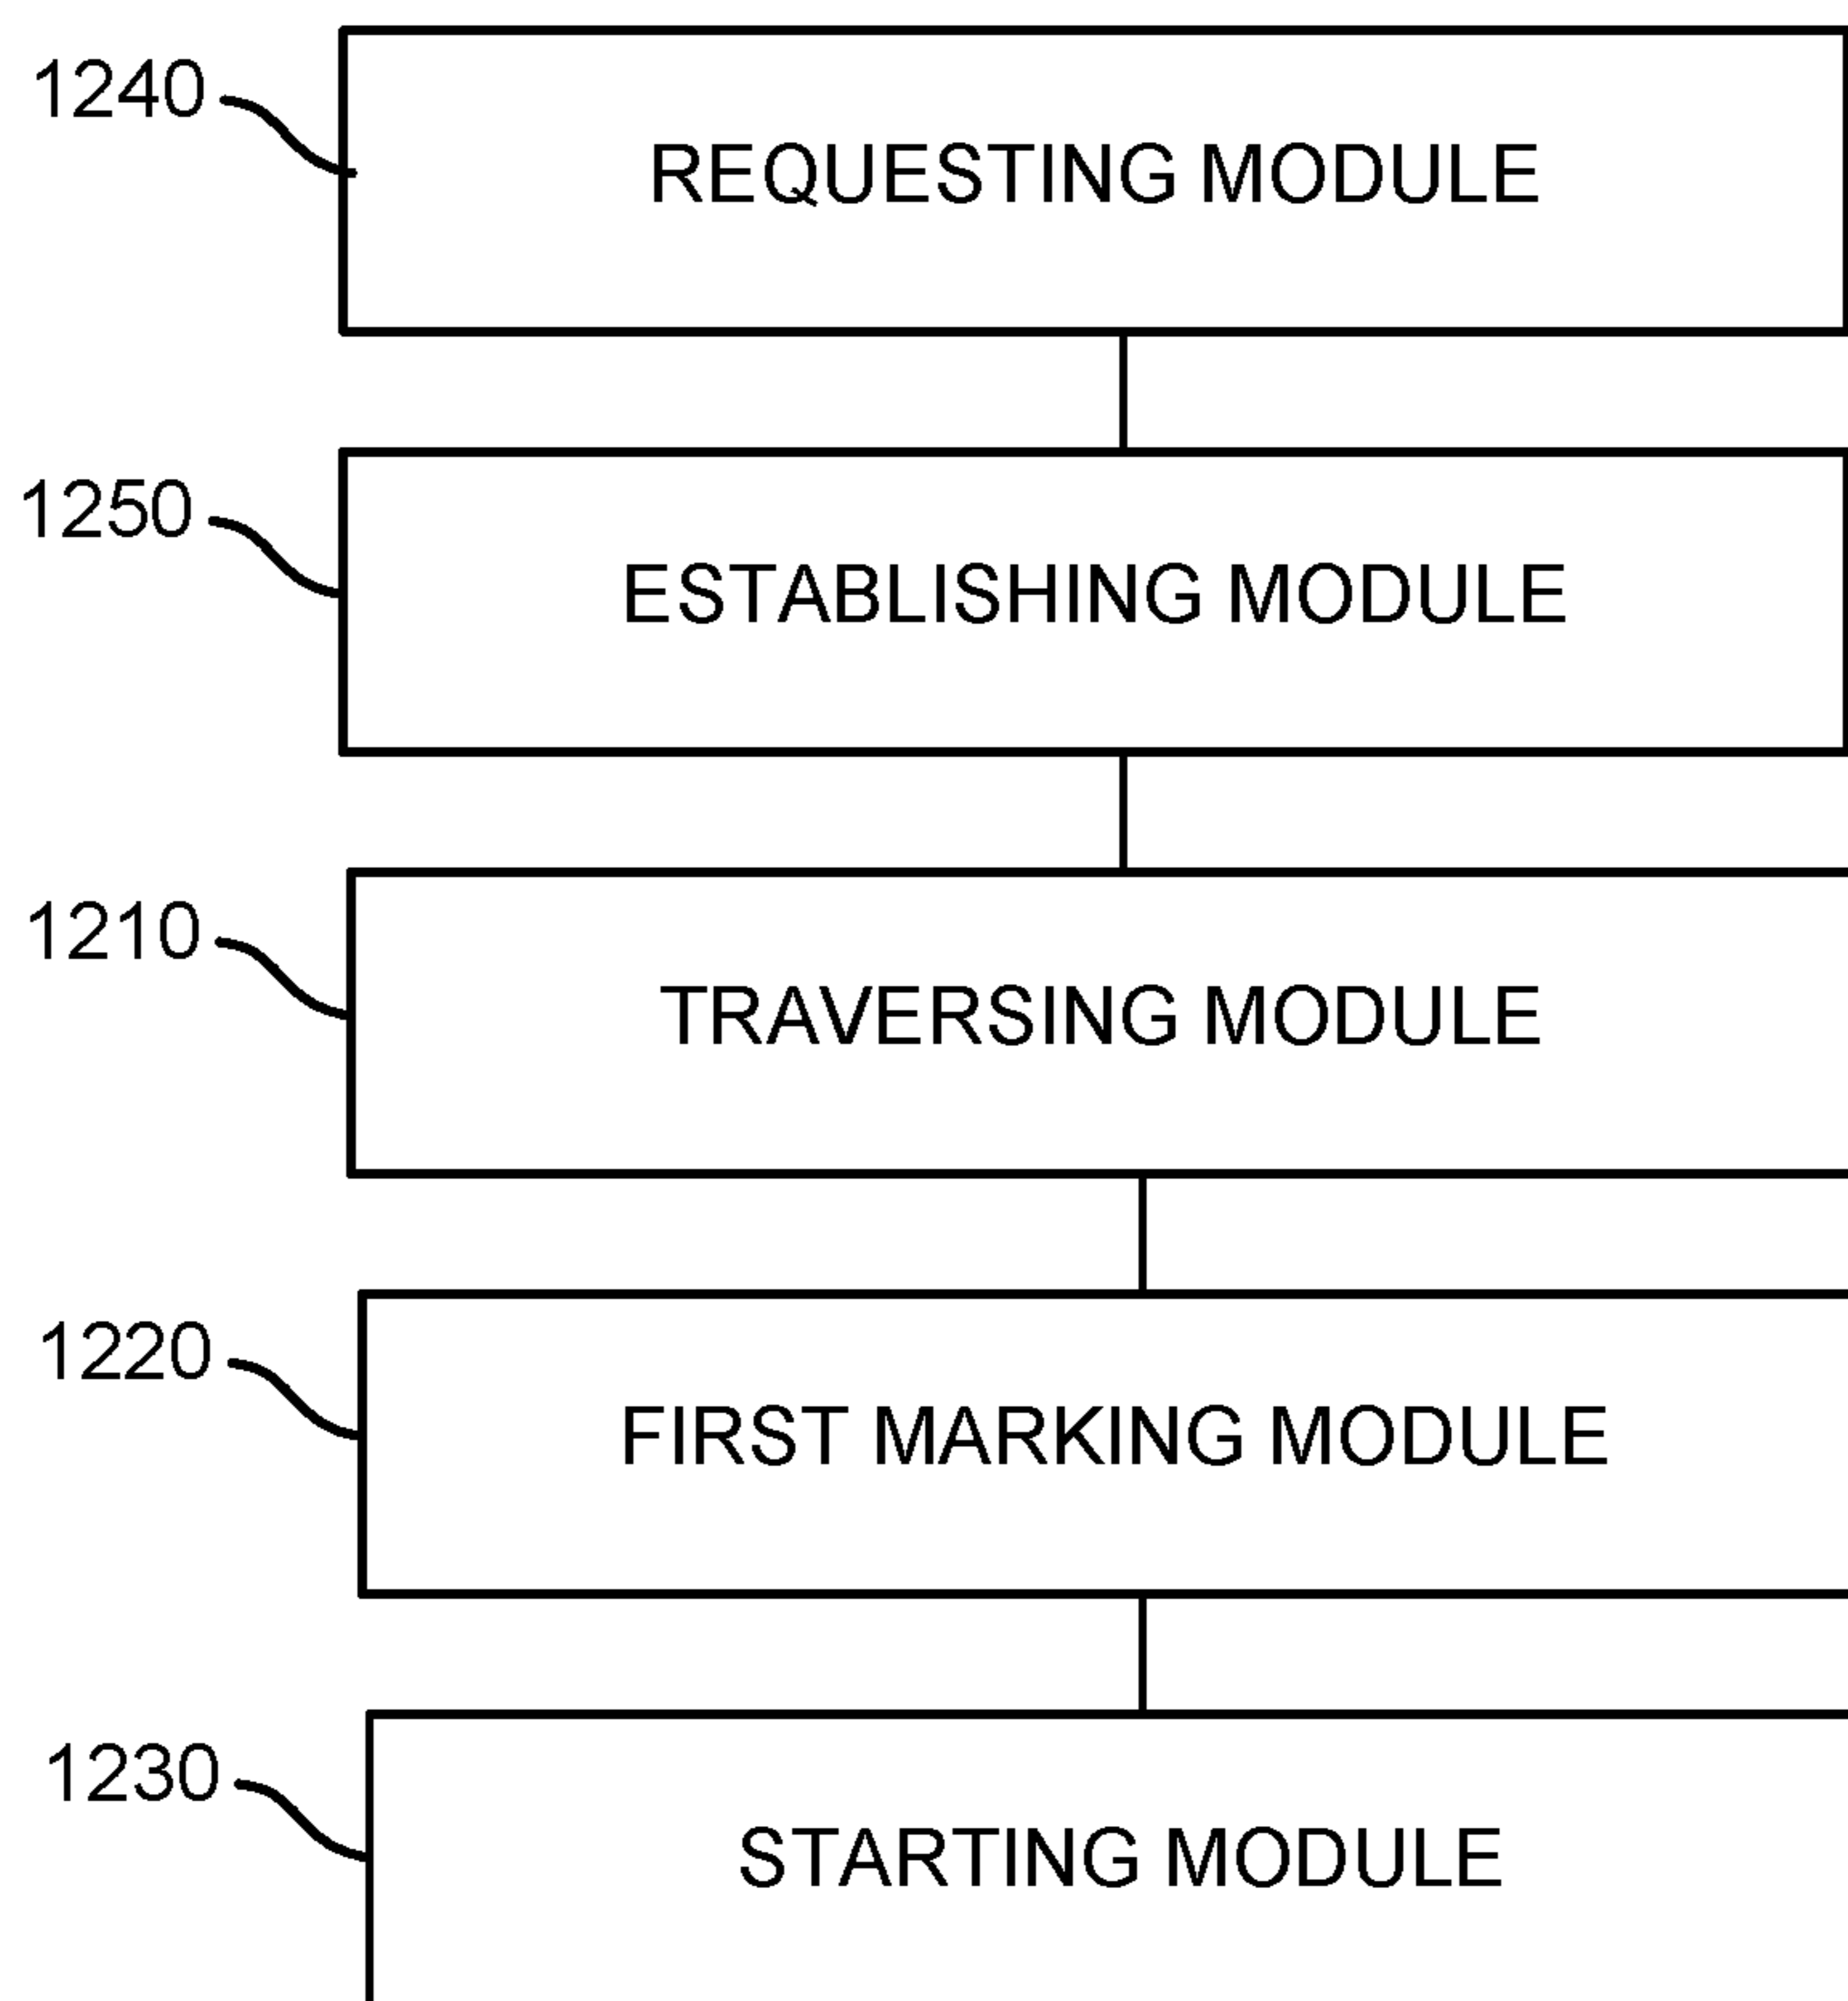 1240
REQUESTING MODULE
1250
ESTABLISHING MODULE
1210
TRAVERSING MODULE
1220
FIRST MARKING MODULE
1230
STARTING MODULE